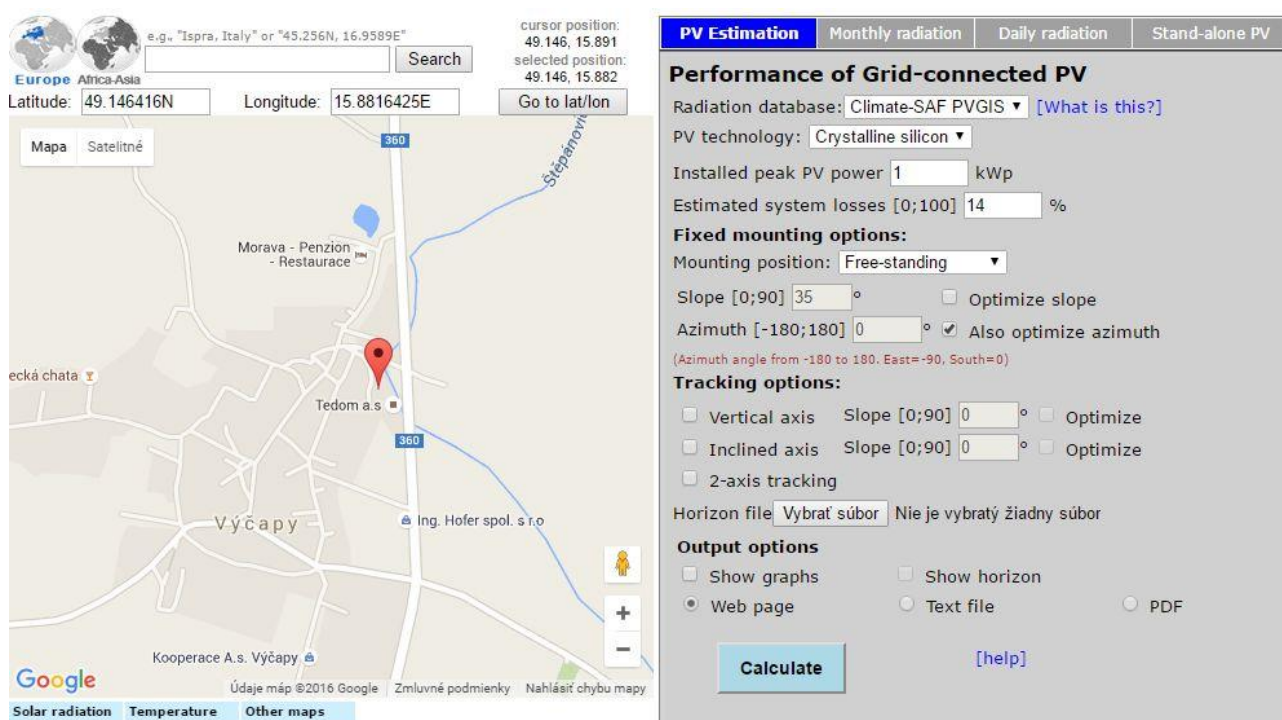 e.g., "Ispra, Italy" or "45.256N, 16.9589E"
cursor position:
49.146, 15.891
Search
selected position:
49.146, 15.882
Europe Africa-Asia
Latitude: 49.146416N Longitude: 15.8816425E Go to lat/lon
Mapa Satelitné
360
Štěpánovi
Morava - Penzion
- Restaurace
ecká chata
Tedom a.s
360
Výčapy
Ing. Hofer spol. s r.o
+
−
Kooperace A.s. Výčapy
Google
Údaje máp ©2016 Google Zmluvné podmienky Nahlásiť chybu mapy
Solar radiation Temperature Other maps
PV Estimation Monthly radiation Daily radiation Stand-alone PV
Performance of Grid-connected PV
Radiation database: Climate-SAF PVGIS [What is this?]
PV technology: Crystalline silicon
Installed peak PV power 1 kWp
Estimated system losses [0;100] 14 %
Fixed mounting options:
Mounting position: Free-standing
Slope [0;90] 35 ° Optimize slope
Azimuth [-180;180] 0 ° Also optimize azimuth
(Azimuth angle from -180 to 180. East=-90, South=0)
Tracking options:
Vertical axis Slope [0;90] 0 ° Optimize
Inclined axis Slope [0;90] 0 ° Optimize
2-axis tracking
Horizon file Vybrať súbor Nie je vybratý žiadny súbor
Output options
Show graphs Show horizon
Web page Text file PDF
Calculate [help]